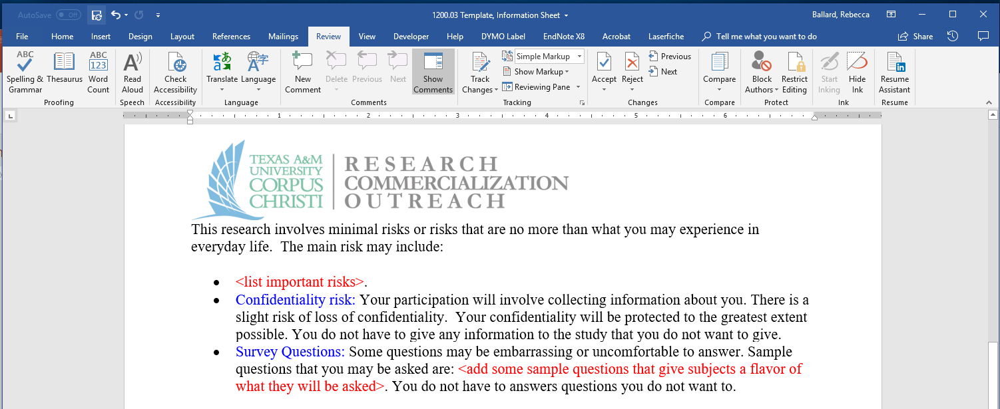 AutoSave Off 1200.03 Template, Information Sheet Ballard, Rebecca
File Home Insert Design Layout References Mailings Review View Developer Help DYMO Label EndNote X8 Acrobat Laserfiche Tell me what you want to do Share
ABC ABC Simple Markup Previous
123 Show Markup Next
Spelling & Thesaurus Word Read Check Translate Language New Delete Previous Next Show Track Reviewing Pane Accept Reject Compare Block Restrict Start Hide Resume
Grammar Count Aloud Accessibility Comment Comments Changes Authors Editing Inking Ink Assistant
Proofing Speech Accessibility Language Comments Tracking Changes Compare Protect Ink Resume
1 2 3 4 5 6
TEXAS A&M
UNIVERSITY
CORPUS
CHRISTI
RESEARCH
COMMERCIALIZATION
OUTREACH
This research involves minimal risks or risks that are no more than what you may experience in
everyday life. The main risk may include:
• <list important risks>.
• Confidentiality risk: Your participation will involve collecting information about you. There is a
slight risk of loss of confidentiality. Your confidentiality will be protected to the greatest extent
possible. You do not have to give any information to the study that you do not want to give.
• Survey Questions: Some questions may be embarrassing or uncomfortable to answer. Sample
questions that you may be asked are: <add some sample questions that give subjects a flavor of
what they will be asked>. You do not have to answers questions you do not want to.